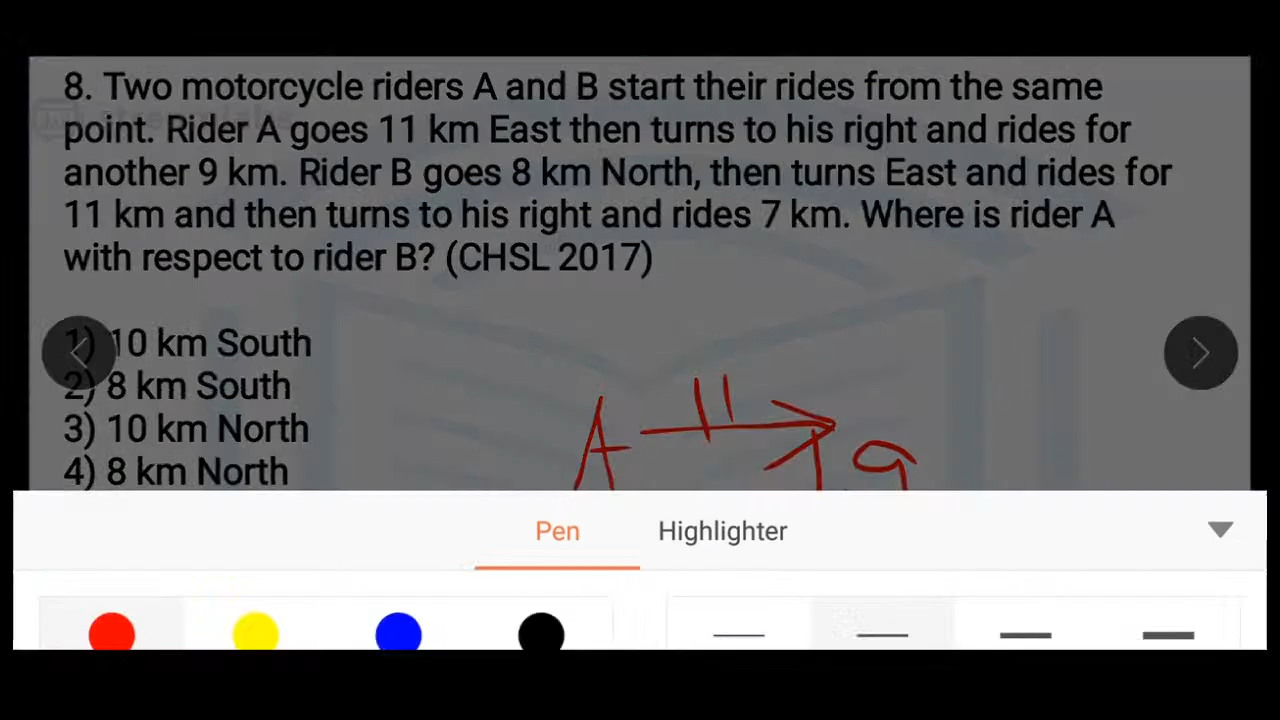 8. Two motorcycle riders A and B start their rides from the same
point. Rider A goes 11 km East then turns to his right and rides for
another 9 km. Rider B goes 8 km North, then turns East and rides for
11 km and then turns to his right and rides 7 km. Where is rider A
with respect to rider B? (CHSL 2017)
1) 10 km South
2) 8 km South
3) 10 km North
4) 8 km North
A 11 9
Pen Highlighter